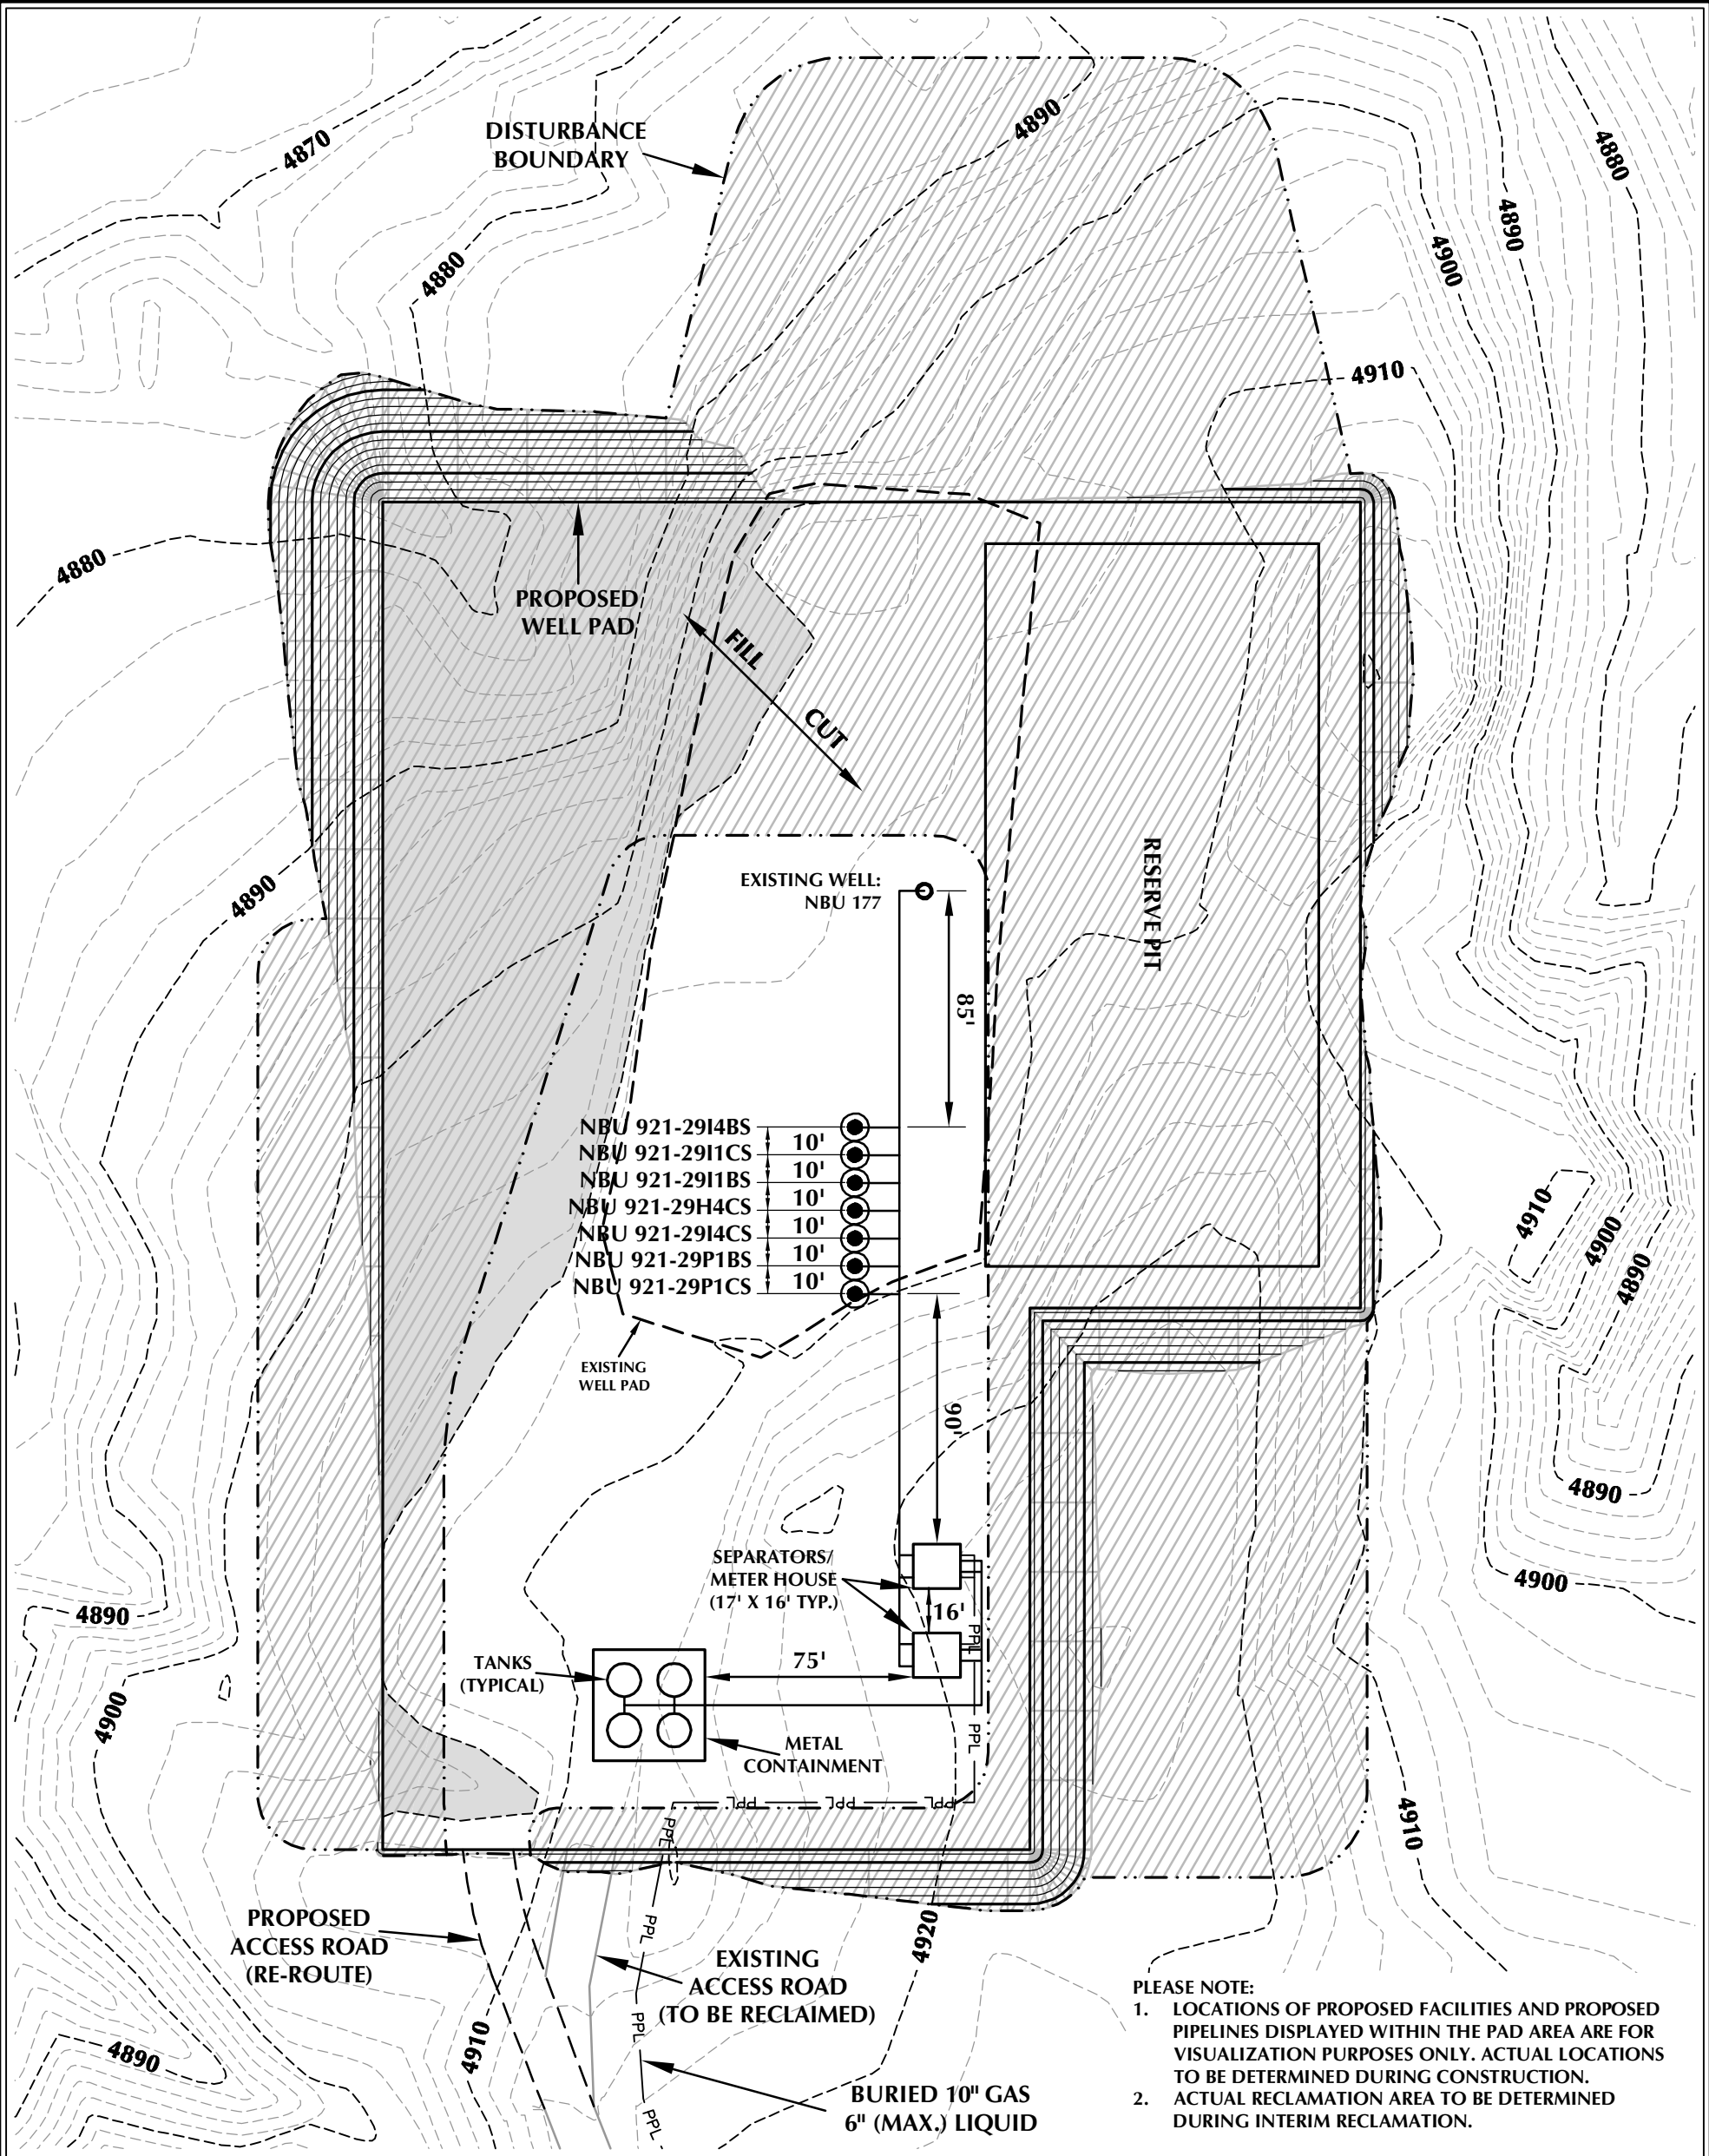 DISTURBANCE
BOUNDARY
4870
4890
4880
4890
4900
4880
4910
4880
PROPOSED
WELL PAD
FILL
CUT
4890
EXISTING WELL:
NBU 177
RESERVE PIT
85'
NBU 921-29I4BS
10'
NBU 921-29I1CS
10'
NBU 921-29I1BS
10'
NBU 921-29H4CS
10'
NBU 921-29I4CS
10'
NBU 921-29P1BS
10'
NBU 921-29P1CS
EXISTING
WELL PAD
90'
4910
4900
4890
4890
4900
SEPARATORS/
METER HOUSE
(17' X 16' TYP.)
16'
PPL
4890
TANKS
(TYPICAL)
75'
4900
METAL
CONTAINMENT
PPL
PPL
PPL
PPL
PPL
4910
PROPOSED
ACCESS ROAD
(RE-ROUTE)
PPL
EXISTING
ACCESS ROAD
(TO BE RECLAIMED)
4920
PPL
4910
4890
PPL
BURIED 10" GAS
6" (MAX.) LIQUID
PLEASE NOTE:
1. LOCATIONS OF PROPOSED FACILITIES AND PROPOSED
PIPELINES DISPLAYED WITHIN THE PAD AREA ARE FOR
VISUALIZATION PURPOSES ONLY. ACTUAL LOCATIONS
TO BE DETERMINED DURING CONSTRUCTION.
2. ACTUAL RECLAMATION AREA TO BE DETERMINED
DURING INTERIM RECLAMATION.